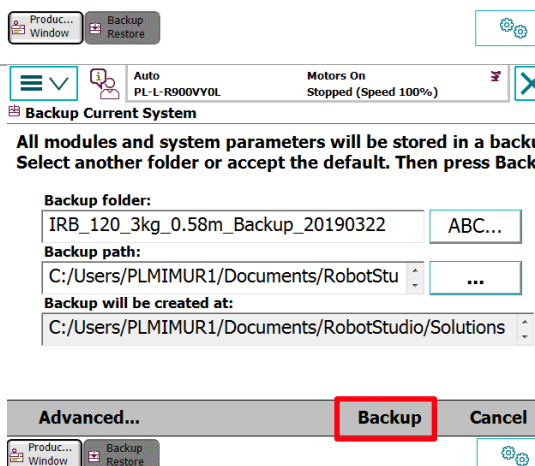 Produc...
Window
Backup
Restore
Auto
PL-L-R900VY0L
Motors On
Stopped (Speed 100%)
Backup Current System
All modules and system parameters will be stored in a backu
Select another folder or accept the default. Then press Back
Backup folder:
IRB_120_3kg_0.58m_Backup_20190322
ABC...
Backup path:
C:/Users/PLMIMUR1/Documents/RobotStu
...
Backup will be created at:
C:/Users/PLMIMUR1/Documents/RobotStudio/Solutions
Advanced...
Backup
Cancel
Produc...
Window
Backup
Restore